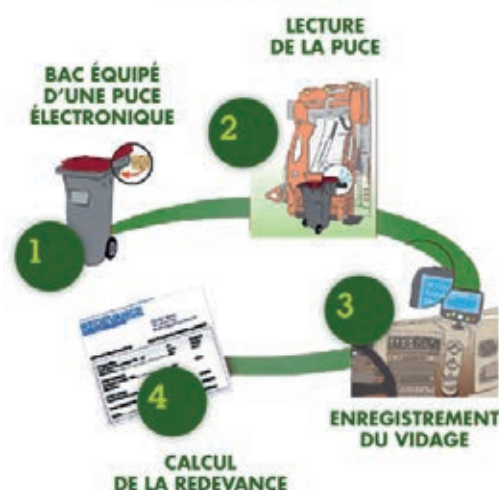 LECTURE
DE LA PUCE
BAC ÉQUIPÉ
D'UNE PUCE
ÉLECTRONIQUE
2
1
3
REDEVANCE
4
ENREGISTREMENT
DU VIDAGE
CALCUL
DE LA REDEVANCE